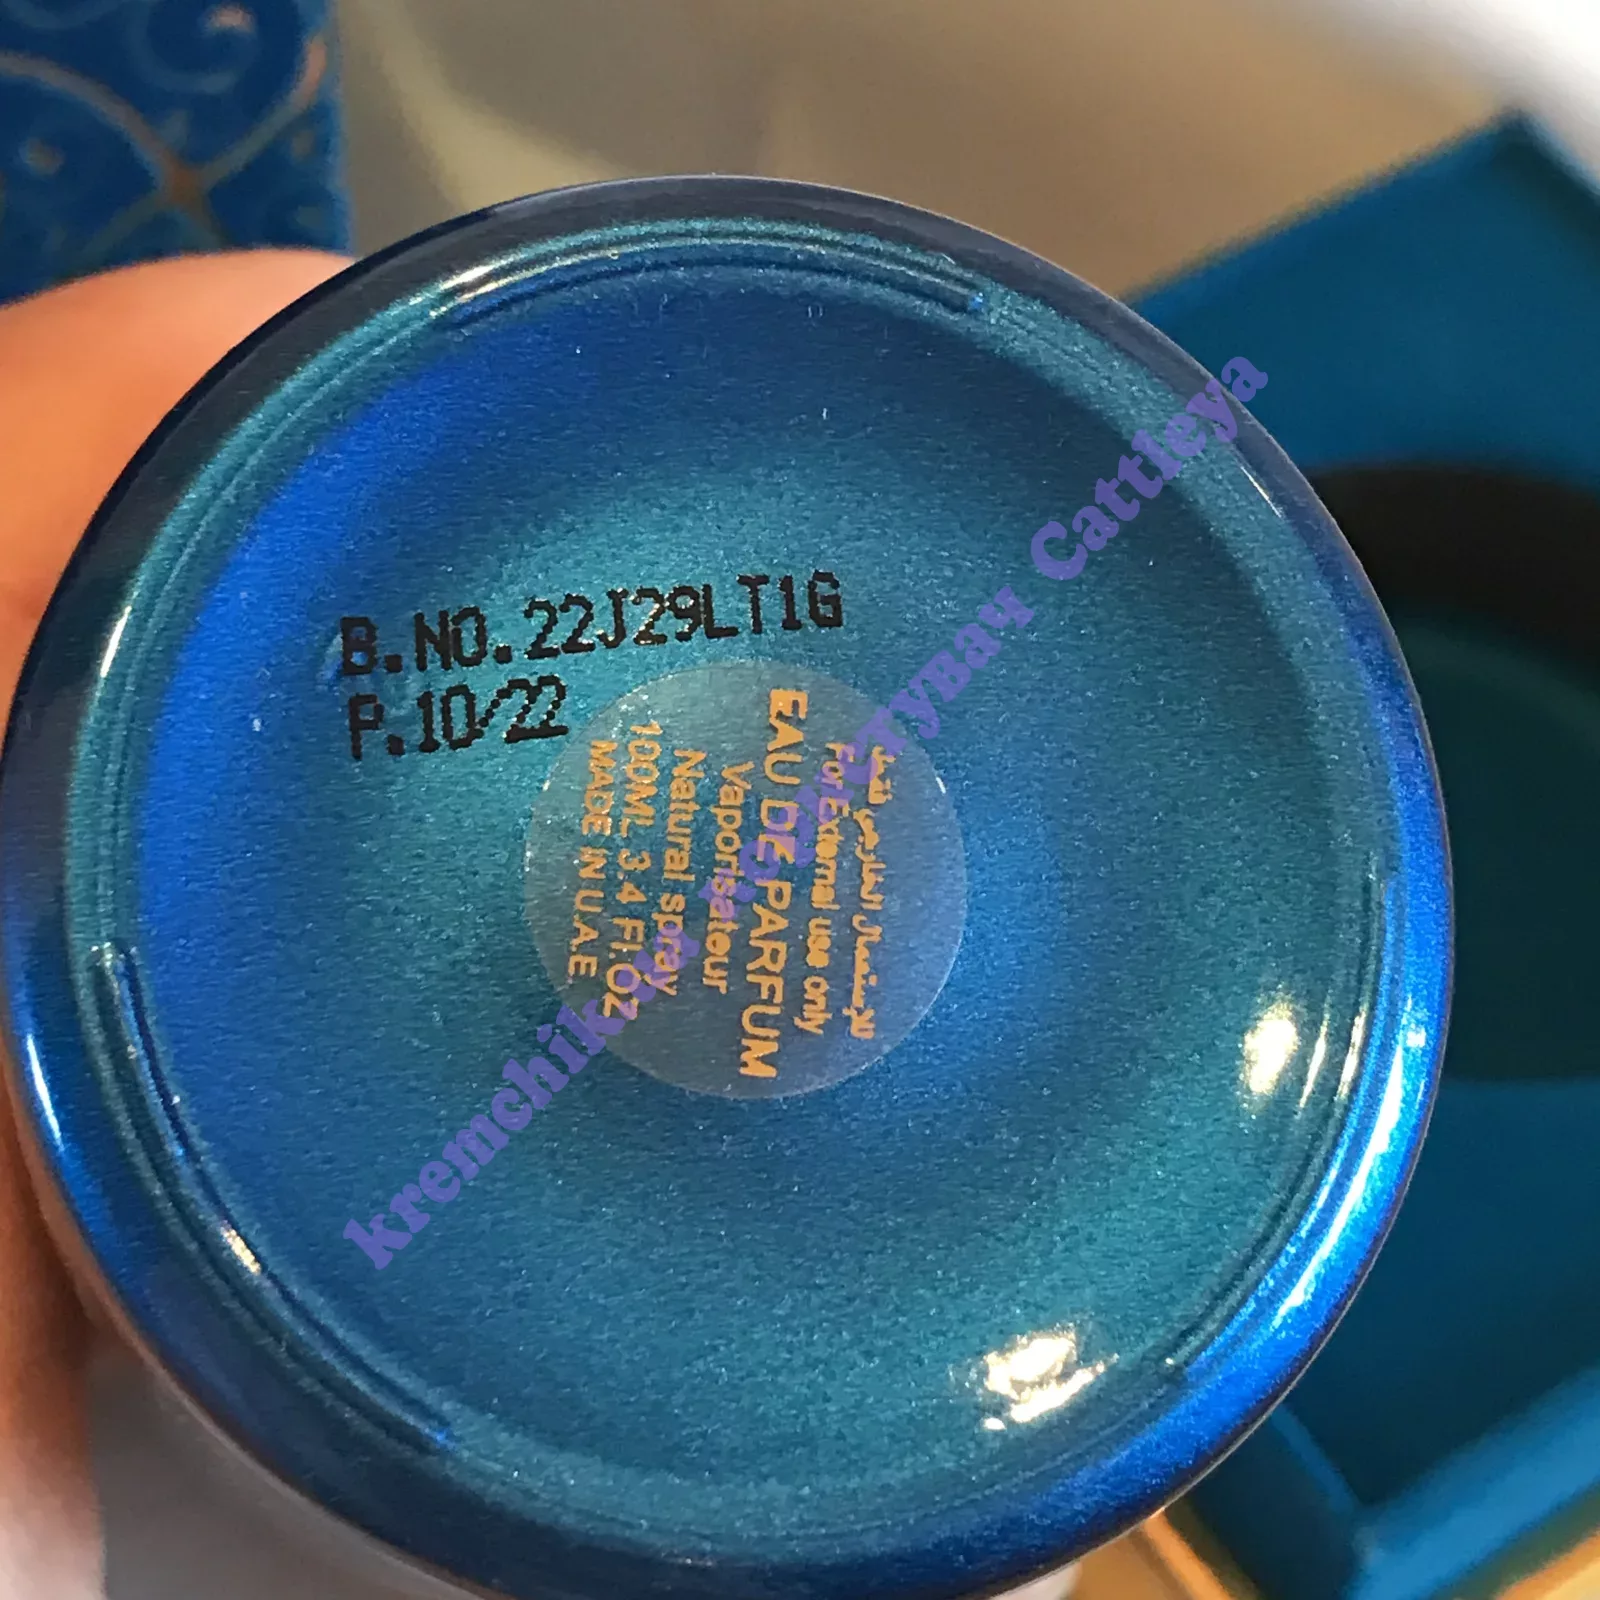 B.NO.22J29LT1G
P.10/22
للإستعمال الخارجي فقط
For External use only
EAU DE PARFUM
Vaporisateur
Natural spray
100ML 3.4 Fl.Oz
MADE IN U.A.E
kremchik
Cattleya